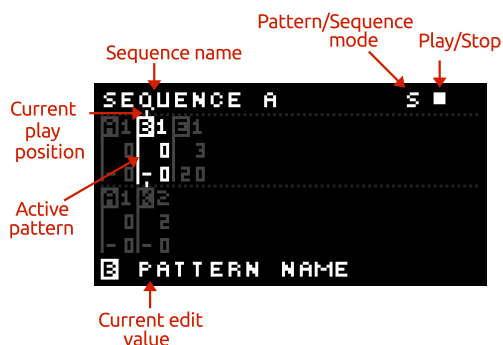 Pattern/Sequence
mode
Play/Stop
Sequence name
SEQUENCE A S
Current
play
position
A1 B1 1
0 0 3
- 0 - 0 20
Active
pattern
A1 K2
0 2
- 0 - 0
B PATTERN NAME
Current edit
value